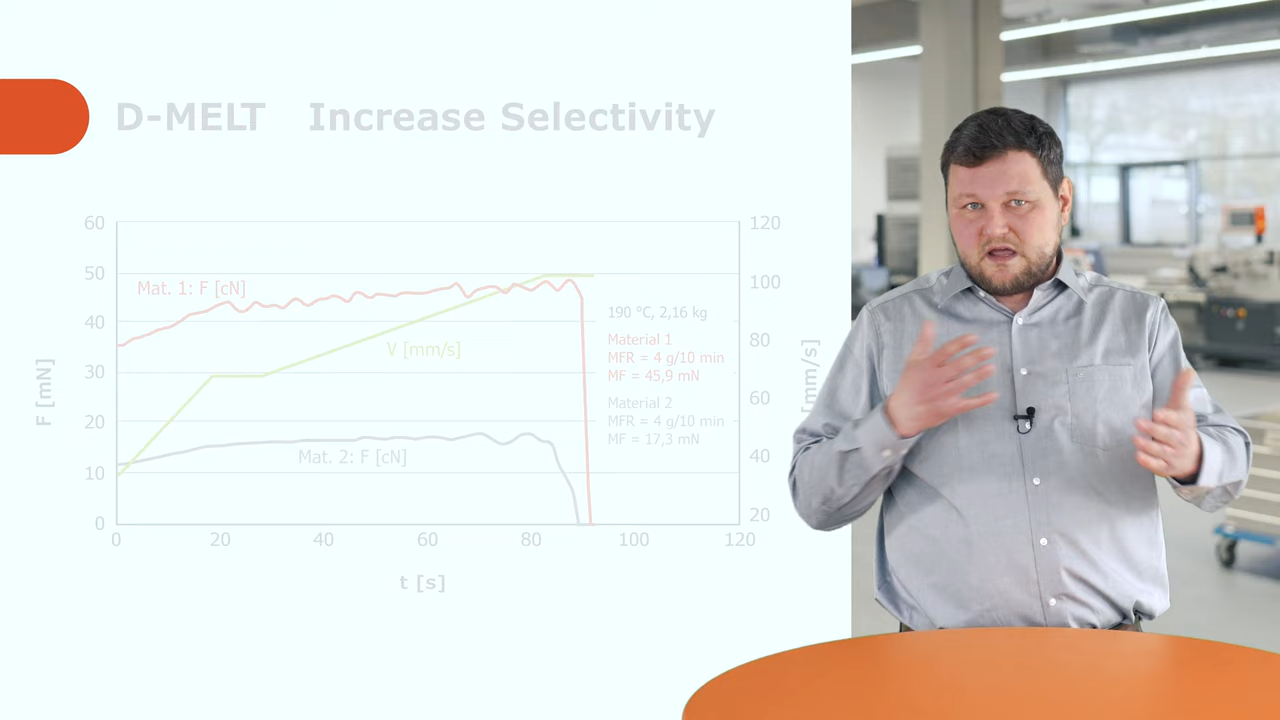 D-MELT Increase Selectivity
60
50
40
30
20
10
0
F [mN]
120
100
80
60
40
20
[mm/s]
Mat. 1: F [cN]
V [mm/s]
Mat. 2: F [cN]
190 °C, 2,16 kg
Material 1
MFR = 4 g/10 min
MF = 45,9 mN
Material 2
MFR = 4 g/10 min
MF = 17,3 mN
0 20 40 60 80 100 120
t [s]